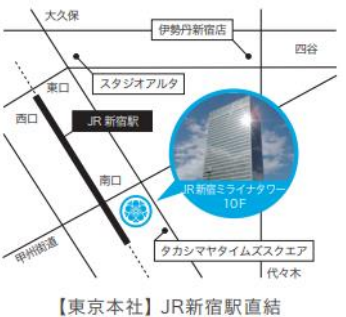 大久保
伊勢丹新宿店
四谷
スタジオアルタ
東口
西口
JR 新宿駅
JR新宿ミライナタワー
10F
南口
甲州街道
タカシマヤタイムズスクエア
代々木
【東京本社】JR新宿駅直結